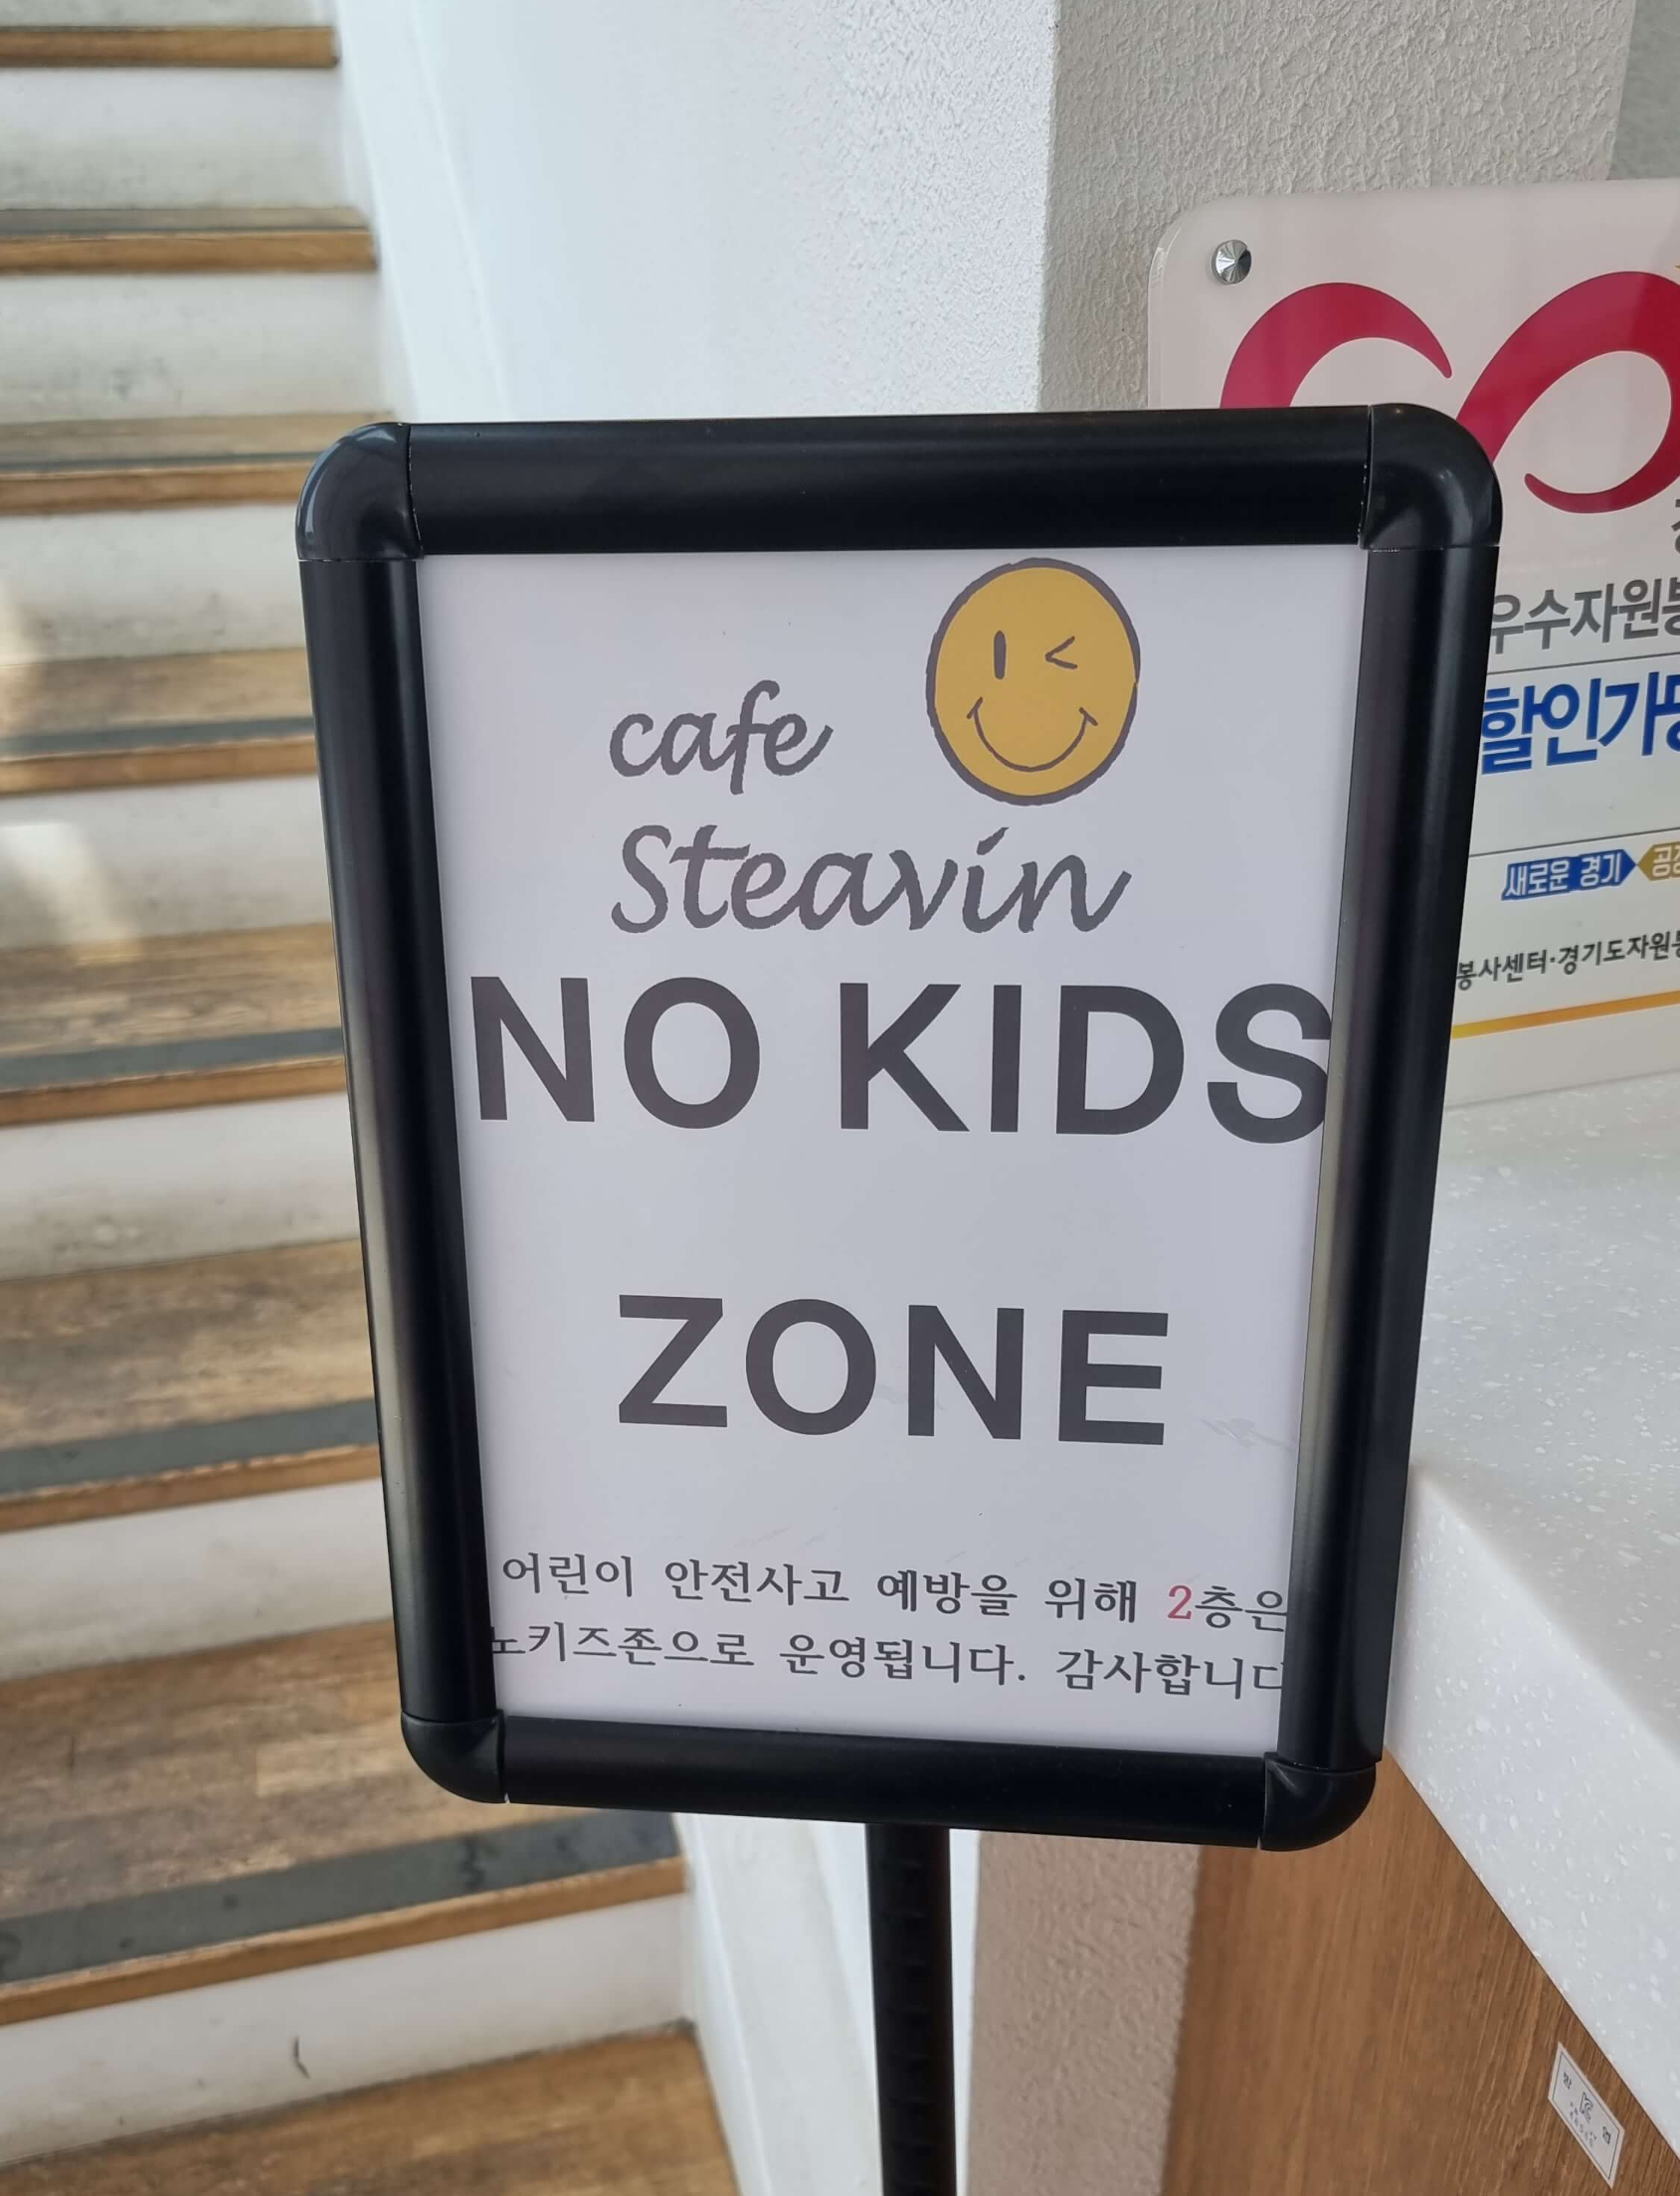 cafe
Steavin
NO KIDS
ZONE
어린이 안전사고 예방을 위해 2층은
노키즈존으로 운영됩니다. 감사합니다
우수자원봉
할인가맹
새로운 경기
봉사센터·경기도자원봉